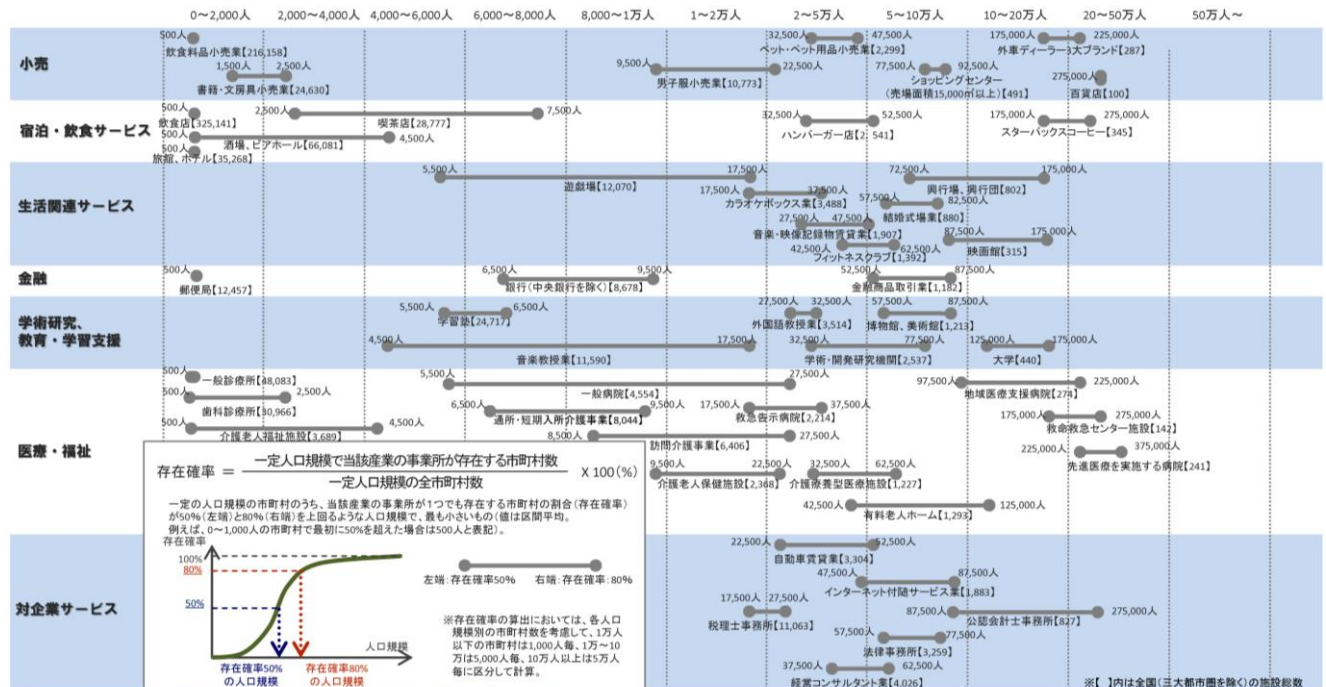 0～2,000人
2,000～4,000人
4,000～6,000人
6,000～8,000人
8,000～1万人
1～2万人
2～5万人
5～10万人
10～20万人
20～50万人
50万人～
小売
500人
飲食料品小売業【216,158】
1,500人 2,500人
書籍・文房具小売業【24,630】
9,500人 22,500人
男子服小売業【10,773】
32,500人 47,500人
ペット・ペット用品小売業【2,299】
77,500人 92,500人
ショッピングセンター
（売場面積15,000㎡以上）【491】
175,000人 225,000人
外車ディーラー3大ブランド【287】
275,000人
百貨店【100】
宿泊・飲食サービス
500人
飲食店【325,141】
2,500人 7,500人
喫茶店【28,777】
500人 4,500人
酒場、ビアホール【66,081】
500人
旅館、ホテル【35,268】
32,500人 52,500人
ハンバーガー店【2,541】
175,000人 275,000人
スターバックスコーヒー【345】
生活関連サービス
5,500人 17,500人
遊戯場【12,070】
17,500人 37,500人
カラオケボックス業【3,488】
27,500人 47,500人
音楽・映像記録物賃貸業【1,907】
42,500人 62,500人
フィットネスクラブ【1,392】
72,500人 175,000人
興行場、興行団【802】
57,500人 82,500人
結婚式場業【880】
87,500人 175,000人
映画館【315】
金融
500人
郵便局【12,457】
6,500人 9,500人
銀行（中央銀行を除く）【8,678】
52,500人 87,500人
金融商品取引業【1,182】
学術研究、
教育・学習支援
5,500人 6,500人
学習塾【24,717】
4,500人 17,500人
音楽教授業【11,590】
27,500人 32,500人
外国語教授業【3,514】
57,500人 87,500人
博物館、美術館【1,213】
32,500人 77,500人
学術・開発研究機関【2,537】
125,000人 175,000人
大学【440】
医療・福祉
500人
一般診療所【48,083】
500人 2,500人
歯科診療所【30,966】
500人 4,500人
介護老人福祉施設【3,689】
5,500人 27,500人
一般病院【4,554】
6,500人 9,500人
通所・短期入所介護事業【8,044】
17,500人 37,500人
救急告示病院【2,214】
8,500人 27,500人
訪問介護事業【6,406】
9,500人 22,500人
介護老人保健施設【2,368】
32,500人 62,500人
介護療養型医療施設【1,227】
42,500人 125,000人
有料老人ホーム【1,293】
97,500人 225,000人
地域医療支援病院【274】
175,000人 275,000人
救命救急センター施設【142】
225,000人 375,000人
先進医療を実施する病院【241】
対企業サービス
22,500人 52,500人
自動車賃貸業【3,304】
47,500人 87,500人
インターネット付随サービス業【1,883】
17,500人 27,500人
税理士事務所【11,063】
87,500人 275,000人
公認会計士事務所【827】
57,500人 77,500人
法律事務所【3,259】
37,500人 62,500人
経営コンサルタント業【4,026】
存在確率 ＝ 一定人口規模で当該産業の事業所が存在する市町村数
一定人口規模の全市町村数
X 100(%)
一定の人口規模の市町村のうち、当該産業の事業所が1つでも存在する市町村の割合（存在確率）
が50%（左端）と80%（右端）を上回るような人口規模で、最も小さいもの（値は区間平均。
例えば、0～1,000人の市町村で最初に50%を超えた場合は500人と表記）。
存在確率
100%
80%
50%
人口規模
存在確率50%
の人口規模
存在確率80%
の人口規模
左端：存在確率50% 右端：存在確率：80%
※存在確率の算出においては、各人口
規模別の市町村数を考慮して、1万人
以下の市町村は1,000人毎、1万～10
万は5,000人毎、10万人以上は5万人
毎に区分して計算。
※【 】内は全国（三大都市圏を除く）の施設総数